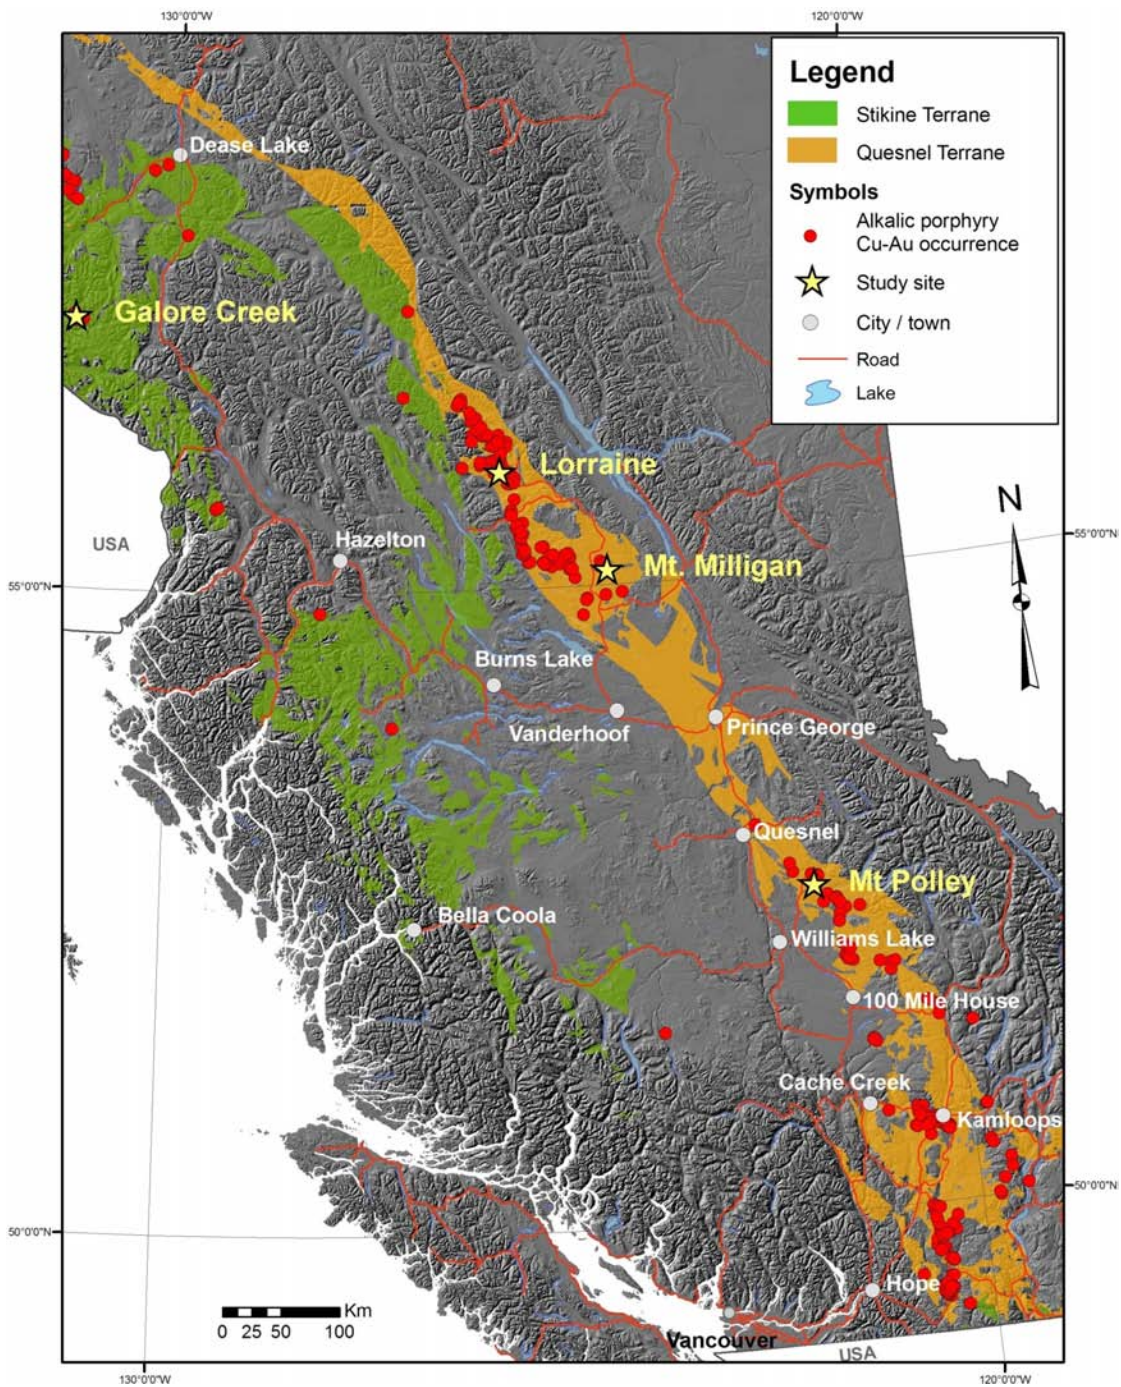 130°0'0"W
120°0'0"W
Legend
Stikine Terrane
Quesnel Terrane
Symbols
Alkalic porphyry
Cu-Au occurrence
Study site
City / town
Road
Lake
Dease Lake
Galore Creek
Lorraine
N
USA
Hazelton
55°0'0"N
Mt. Milligan
55°0'0"N
Burns Lake
Vanderhoof
Prince George
Quesnel
Mt Polley
Bella Coola
Williams Lake
100 Mile House
Cache Creek
Kamloops
50°0'0"N
50°0'0"N
Hope
Km
0 25 50 100
Vancouver
USA
130°0'0"W
120°0'0"W